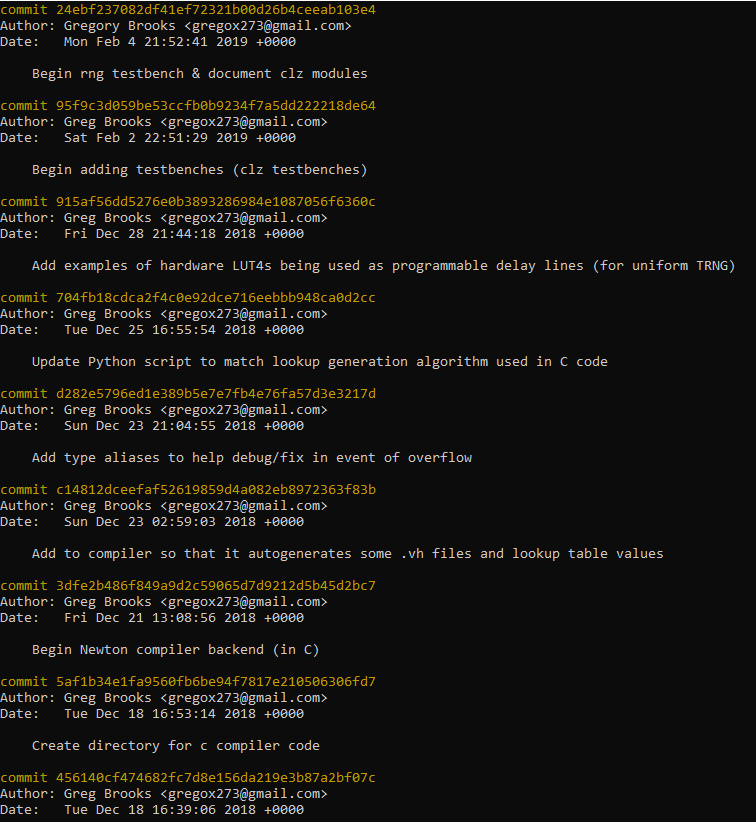 commit 24ebf237082df41ef72321b00d26b4ceeab103e4
Author: Gregory Brooks <gregox273@gmail.com>
Date:   Mon Feb 4 21:52:41 2019 +0000
Begin rng testbench & document clz modules
commit 95f9c3d059be53ccfb0b9234f7a5dd222218de64
Author: Greg Brooks <gregox273@gmail.com>
Date:   Sat Feb 2 22:51:29 2019 +0000
Begin adding testbenches (clz testbenches)
commit 915af56dd5276e0b3893286984e1087056f6360c
Author: Greg Brooks <gregox273@gmail.com>
Date:   Fri Dec 28 21:44:18 2018 +0000
Add examples of hardware LUT4s being used as programmable delay lines (for uniform TRNG)
commit 704fb18cdca2f4c0e92dce716eebbb948ca0d2cc
Author: Greg Brooks <gregox273@gmail.com>
Date:   Tue Dec 25 16:55:54 2018 +0000
Update Python script to match lookup generation algorithm used in C code
commit d282e5796ed1e389b5e7e7fb4e76fa57d3e3217d
Author: Greg Brooks <gregox273@gmail.com>
Date:   Sun Dec 23 21:04:55 2018 +0000
Add type aliases to help debug/fix in event of overflow
commit c14812dceefaf52619859d4a082eb8972363f83b
Author: Greg Brooks <gregox273@gmail.com>
Date:   Sun Dec 23 02:59:03 2018 +0000
Add to compiler so that it autogenerates some .vh files and lookup table values
commit 3dfe2b486f849a9d2c59065d7d9212d5b45d2bc7
Author: Greg Brooks <gregox273@gmail.com>
Date:   Fri Dec 21 13:08:56 2018 +0000
Begin Newton compiler backend (in C)
commit 5af1b34e1fa9560fb6be94f7817e210506306fd7
Author: Greg Brooks <gregox273@gmail.com>
Date:   Tue Dec 18 16:53:14 2018 +0000
Create directory for c compiler code
commit 456140cf474682fc7d8e156da219e3b87a2bf07c
Author: Greg Brooks <gregox273@gmail.com>
Date:   Tue Dec 18 16:39:06 2018 +0000